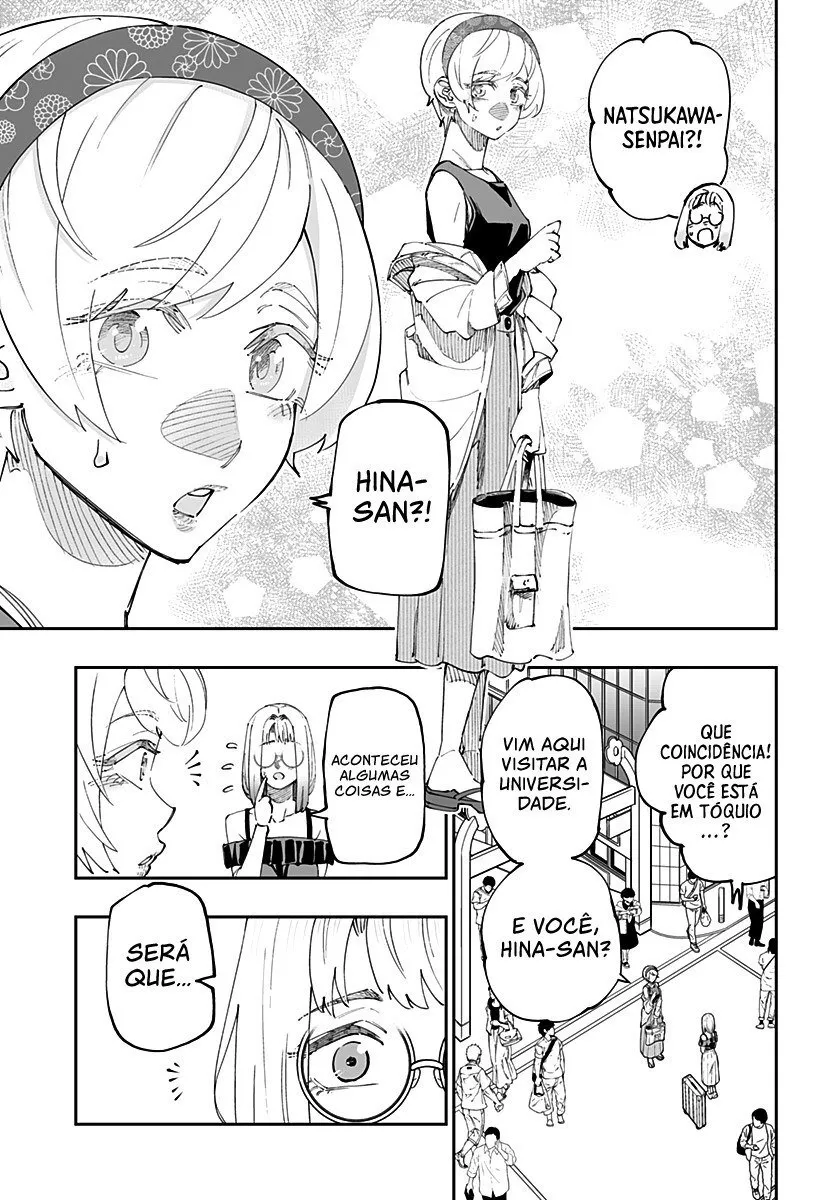 NATSUKAWA-
SENPAI?!
HINA-
SAN?!
QUE
COINCIDÊNCIA!
POR QUE
VOCÊ ESTÁ
EM TÓQUIO
...?
VIM AQUI
VISITAR A
UNIVERSI-
DADE.
E VOCÊ,
HINA-SAN?
ACONTECEU
ALGUMAS
COISAS E...
SERÁ
QUE...